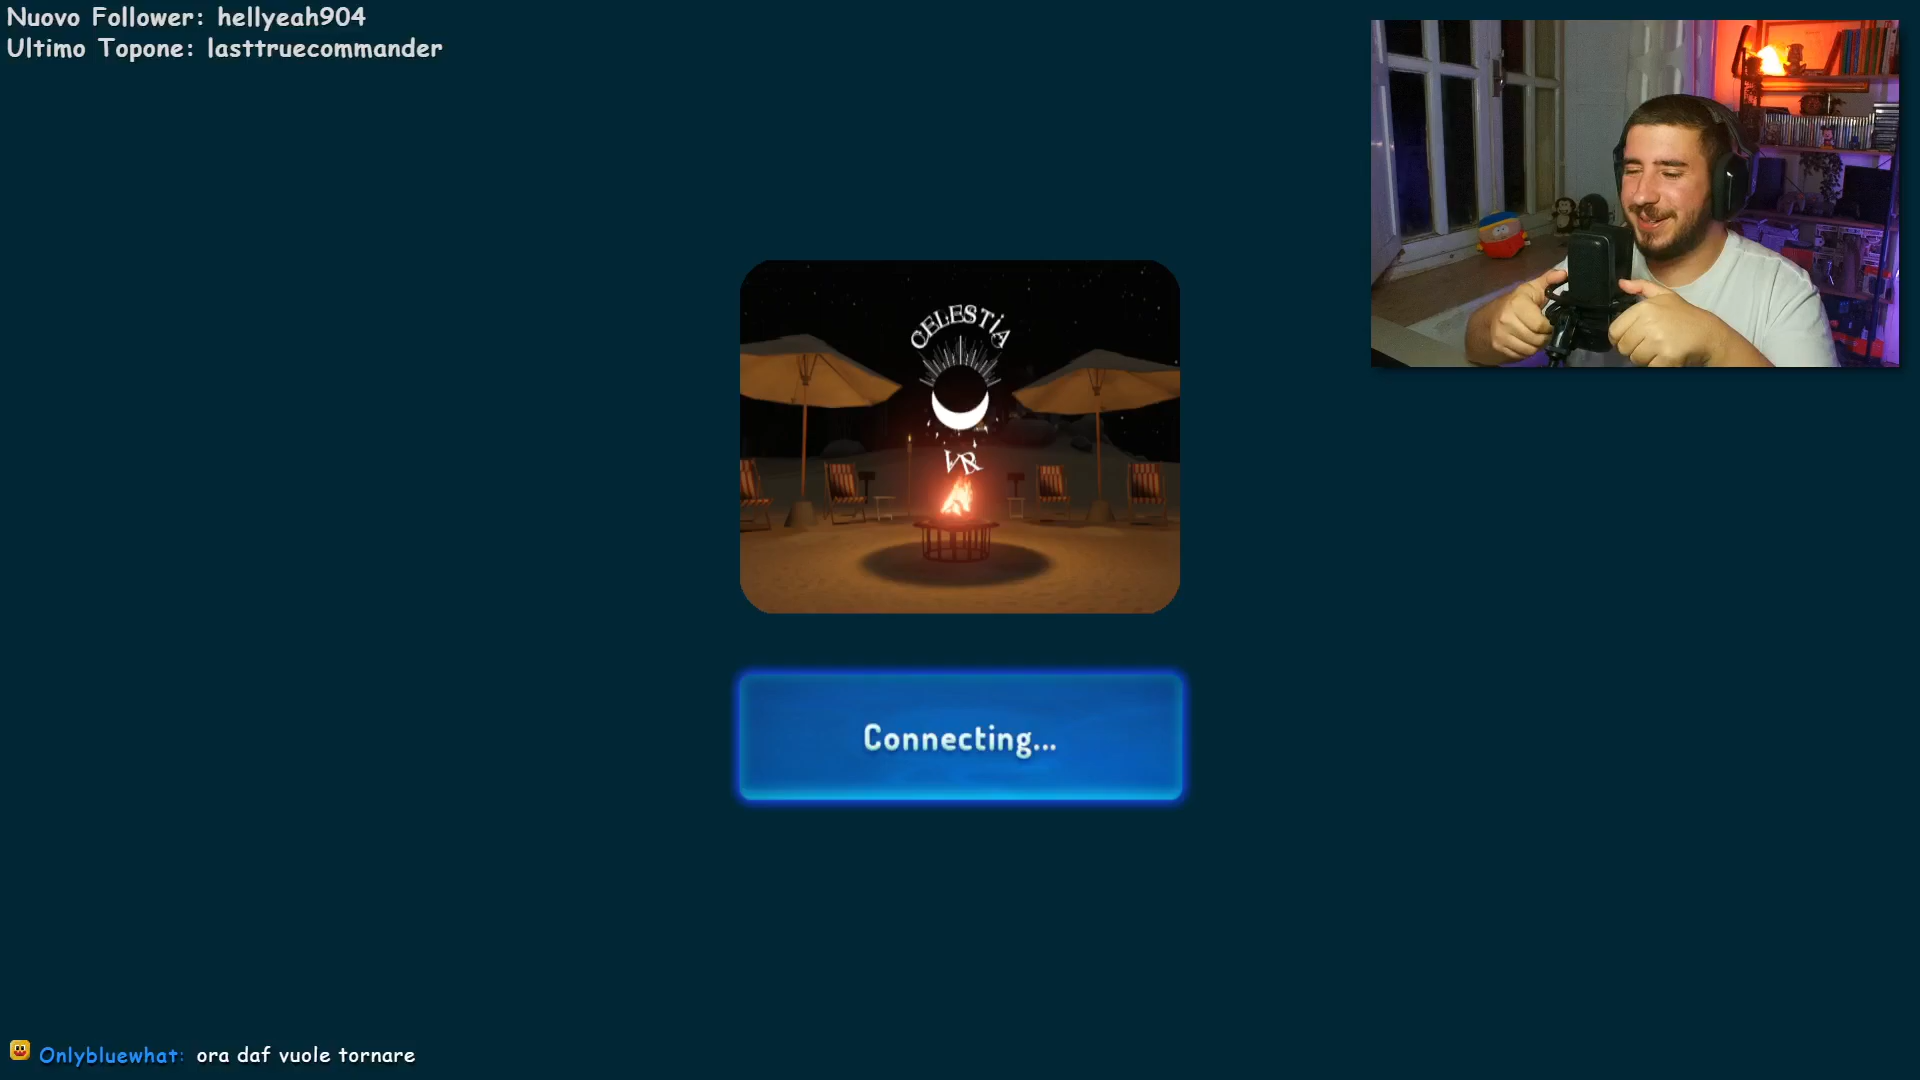 Nuovo Follower: hellyeah904
Ultimo Topone: lasttruecommander
CELESTIA
VR
Connecting...
Onlybluewhat: ora daf vuole tornare